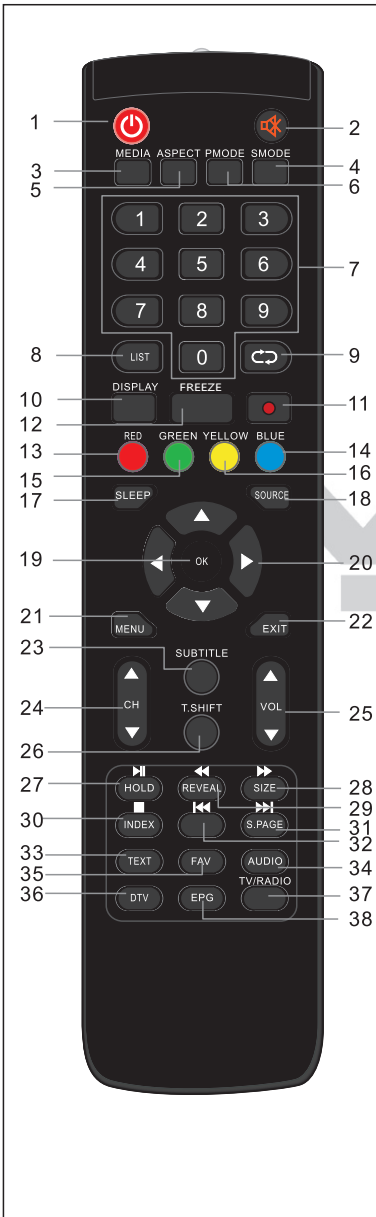 1 2
MEDIA ASPECT PMODE SMODE
3 4
5 6
1 2 3
4 5 6 7
7 8 9
8 LIST 0 9
DISPLAY FREEZE
10 11
12
RED GREEN YELLOW BLUE
13 14
15 16
17 SLEEP SOURCE 18
19 OK 20
21 MENU EXIT 22
23 SUBTITLE
24 CH T.SHIFT VOL 25
26
27 HOLD REVEAL SIZE 28
29
30 INDEX S.PAGE 31
32
33 TEXT FAV AUDIO 34
35 TV/RADIO
36 DTV EPG 37
38